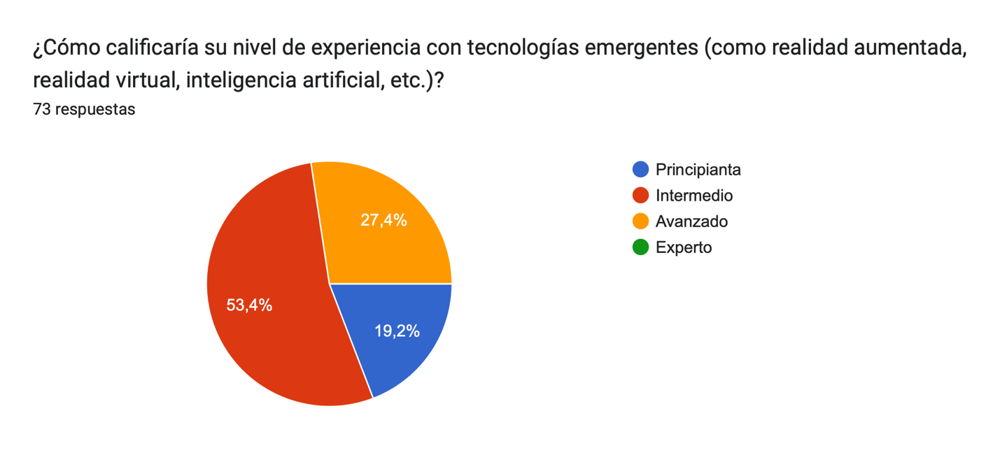 ¿Cómo calificaría su nivel de experiencia con tecnologías emergentes (como realidad aumentada,
realidad virtual, inteligencia artificial, etc.)?
73 respuestas
27,4%
53,4%
19,2%
Principianta
Intermedio
Avanzado
Experto